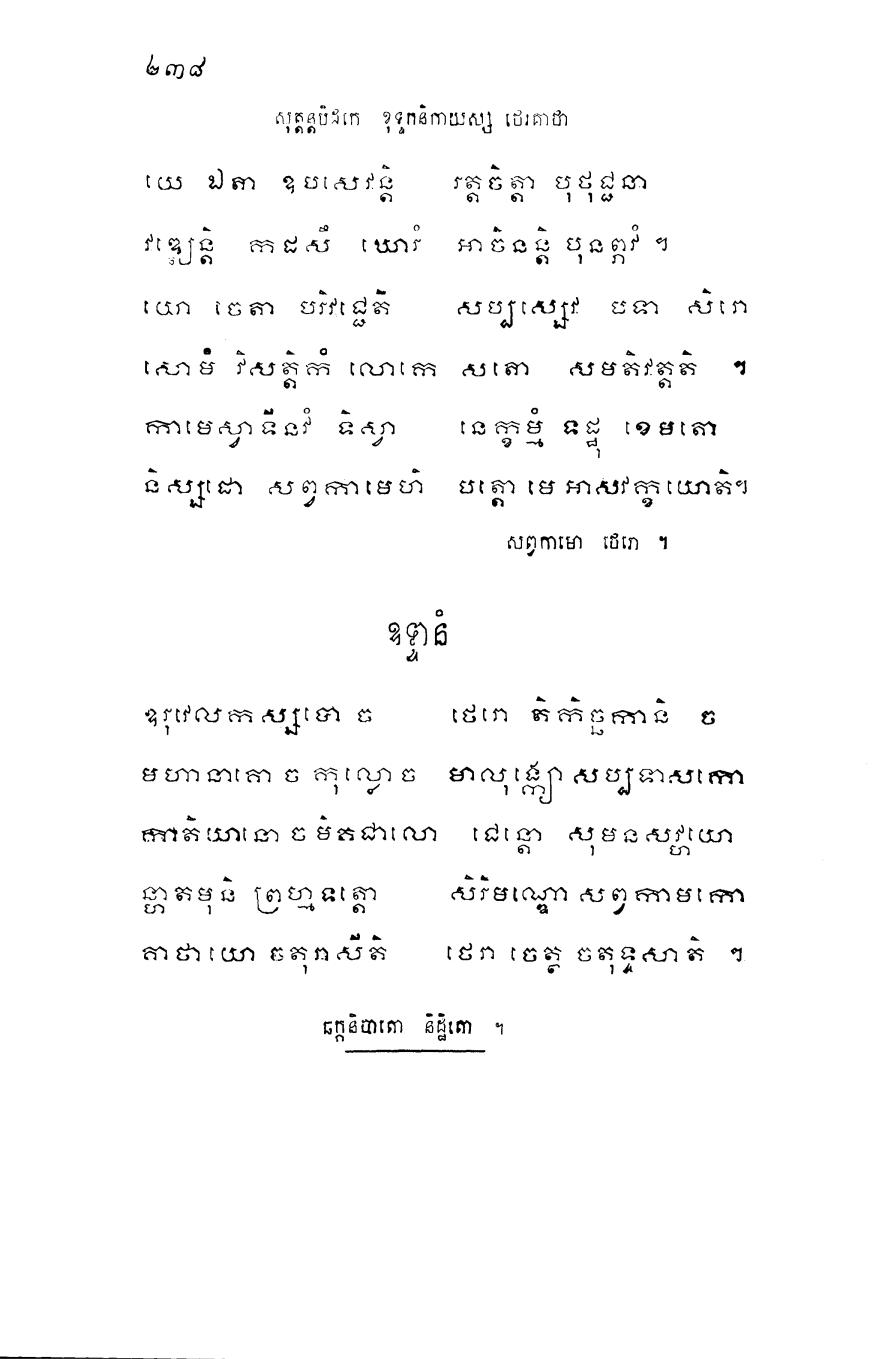 ២៣៨
សុត្តន្តបិដកេ ខុទ្ទកនិកាយស្ស ថេរគាថា
យេ ឯតា ឧបសេវន្តិ រត្តចិត្តា បុថុជ្ជនា
វឌ្ឍេន្តិ កដសឹ ឃោរំ អាចិនន្តិ បុនព្ភវំ ។
យោ ចេតា បរិវជ្ជេតិ សប្បស្សេវ បទា សិរោ
សោមំ វិសត្តិកំ លោកេ សតោ សមតិវត្តតិ ។
កាមេស្វាទីនវំ ទិស្វា នេក្ខម្មំ ទដ្ឋុ ខេមតោ
និស្សដោ សព្វកាមេហិ បត្តោ មេ អាសវក្ខយោតិ។
សព្វកាមោ ថេរោ ។
ឧទ្ទានំ
ឧរុវេលកស្សទោ ច ថេរោ តិកិច្ឆកានិ ច
មហានាគោ ច កុល្លោ ច មាលុង្ក្យោ សប្បទាសកោ
កាតិយានោ ច មិគជាលោ ជេន្តោ សុមនសវ្ហយោ
ន្ហាតមុនិ ព្រហ្មទត្តោ សិរិមណ្ឌោ សព្វកាមកោ
គាថាយោ ចតុរាសីតិ ថេរា ចេត្ថ ចតុទ្ទសាតិ ។
ឆក្កនិបាតោ និដ្ឋិតោ ។